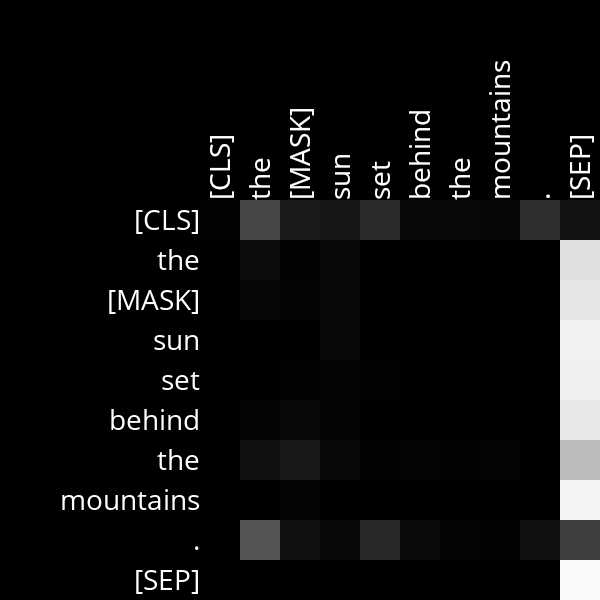 [CLS] the [MASK] sun set behind the mountains . [SEP]
[CLS]
the
[MASK]
sun
set
behind
the
mountains
.
[SEP]